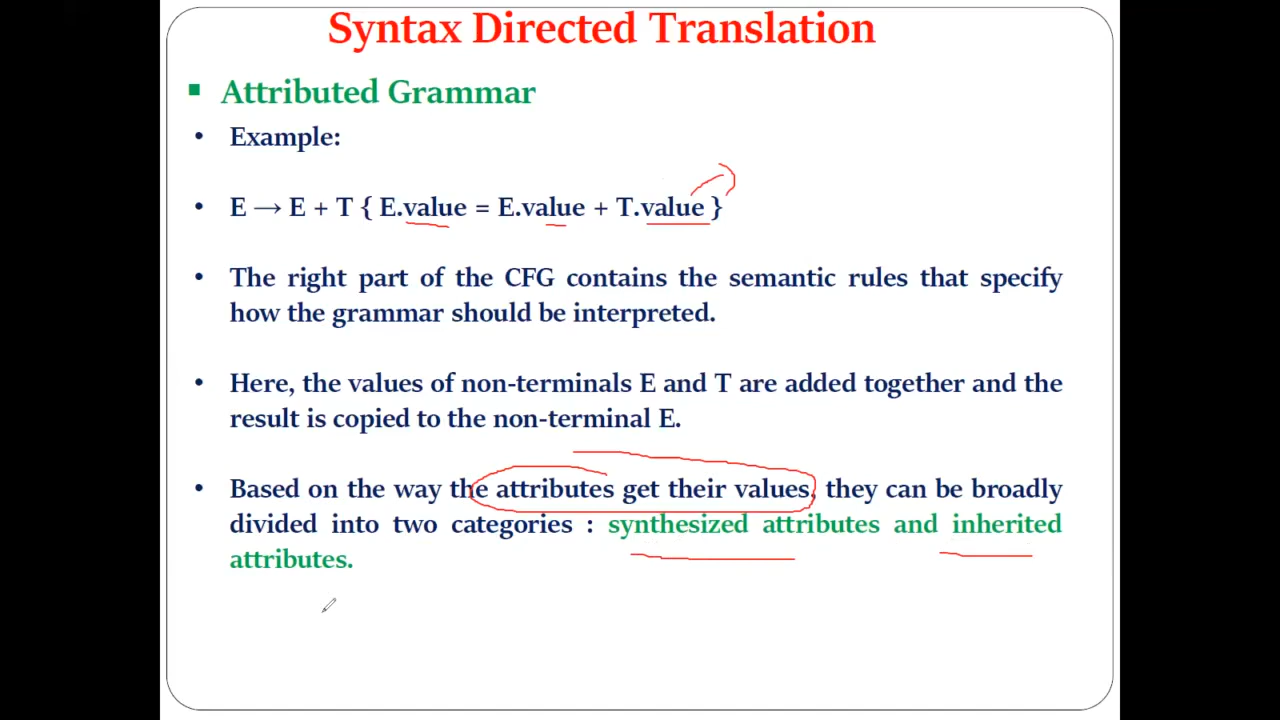 Syntax Directed Translation
▪ Attributed Grammar
• Example:
• E → E + T { E.value = E.value + T.value }
• The right part of the CFG contains the semantic rules that specify
how the grammar should be interpreted.
• Here, the values of non-terminals E and T are added together and the
result is copied to the non-terminal E.
• Based on the way the attributes get their values, they can be broadly
divided into two categories : synthesized attributes and inherited
attributes.